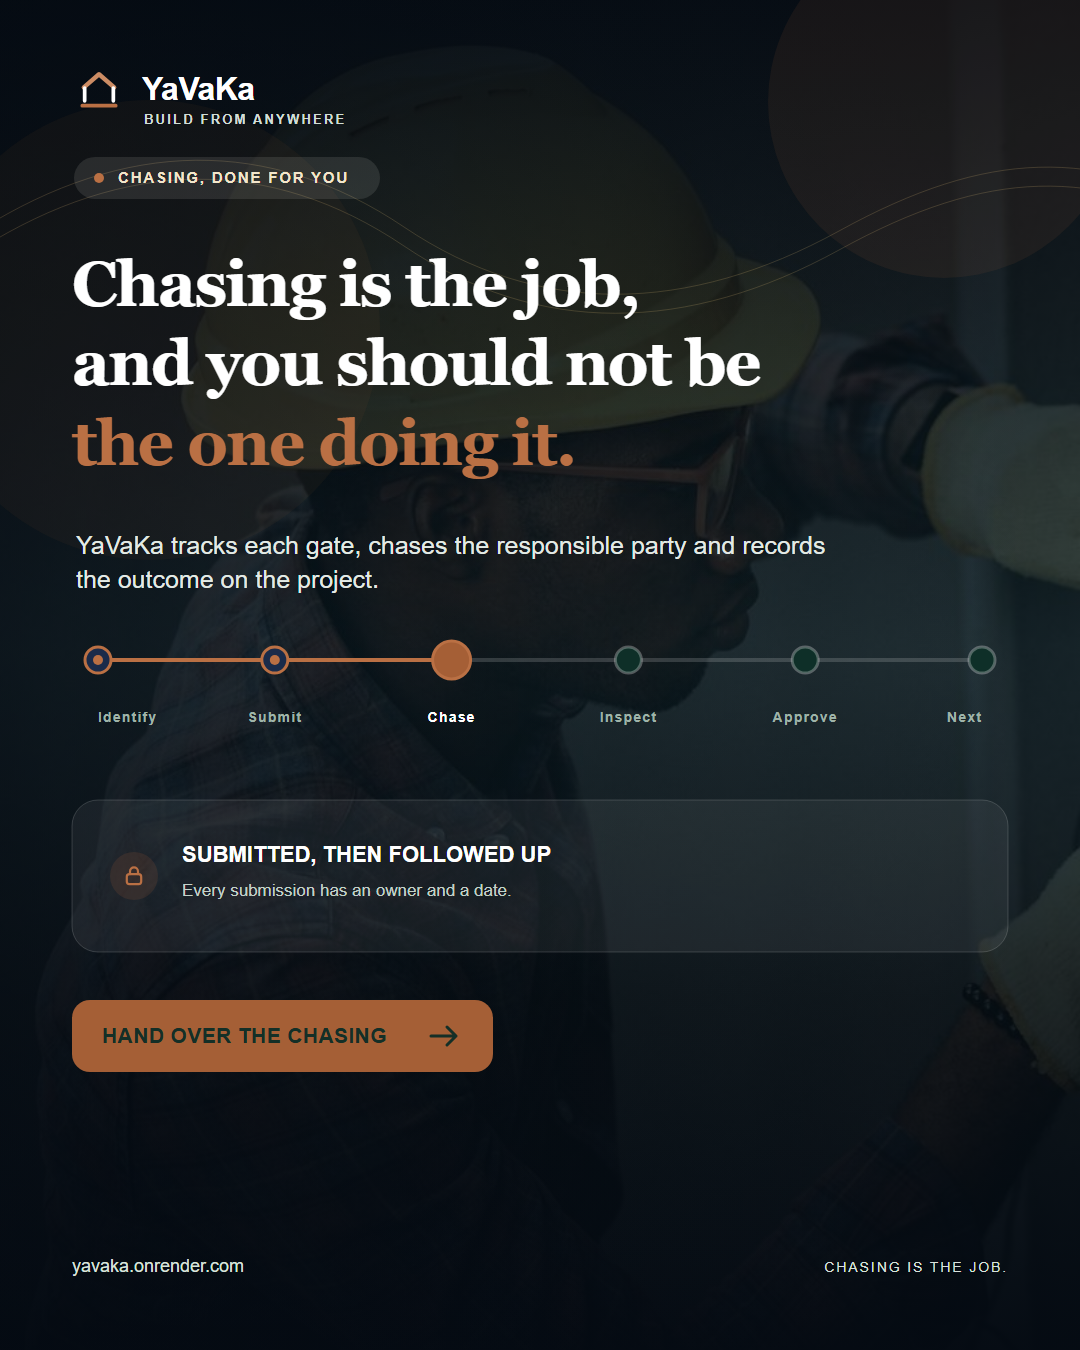 YaVaKa
BUILD FROM ANYWHERE
CHASING, DONE FOR YOU
Chasing is the job,
and you should not be
the one doing it.
YaVaKa tracks each gate, chases the responsible party and records
the outcome on the project.
Identify Submit Chase Inspect Approve Next
SUBMITTED, THEN FOLLOWED UP
Every submission has an owner and a date.
HAND OVER THE CHASING
yavaka.onrender.com
CHASING IS THE JOB.